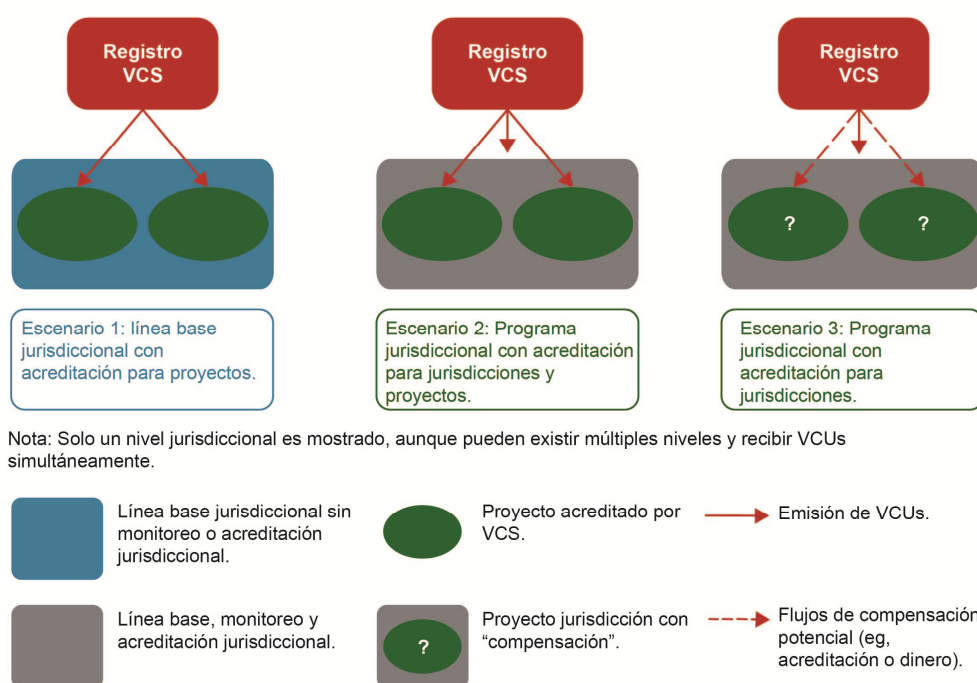 Registro
VCS
Registro
VCS
Registro
VCS
?
?
Escenario 1: línea base
jurisdiccional con
acreditación para proyectos.
Escenario 2: Programa
jurisdiccional con acreditación
para jurisdicciones y
proyectos.
Escenario 3: Programa
jurisdiccional con
acreditación para
jurisdicciones.
Nota: Solo un nivel jurisdiccional es mostrado, aunque pueden existir múltiples niveles y recibir VCUs
simultáneamente.
Línea base jurisdiccional sin
monitoreo o acreditación
jurisdiccional.
Proyecto acreditado por
VCS.
Emisión de VCUs.
Línea base, monitoreo y
acreditación jurisdiccional.
?
Proyecto jurisdicción con
“compensación”.
Flujos de compensación
potencial (eg,
acreditación o dinero).